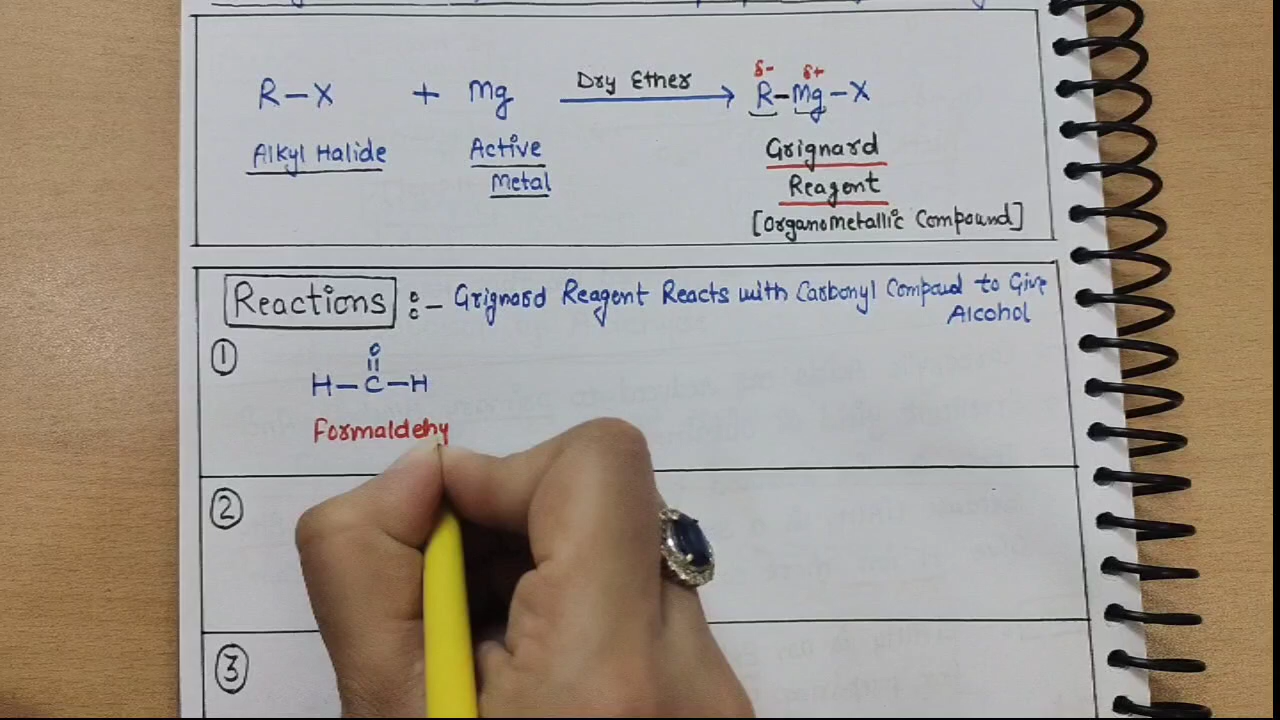 R-X + Mg Dry Ether → R-Mg-X
δ- δ+
Alkyl Halide
Active
Metal
Grignard
Reagent
[Organometallic Compound]
Reactions :- Grignard Reagent Reacts with Carbonyl Compoud to Give
Alcohol
①
O
H-C-H
Formaldehy
②
③